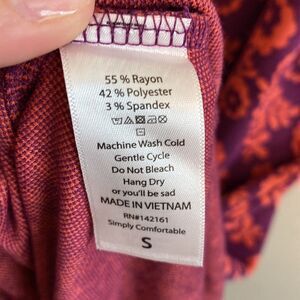 55 % Rayon
42 % Polyester
3 % Spandex
Machine Wash Cold
Gentle Cycle
Do Not Bleach
Hang Dry
or you'll be sad
MADE IN VIETNAM
RN#142161
Simply Comfortable
S